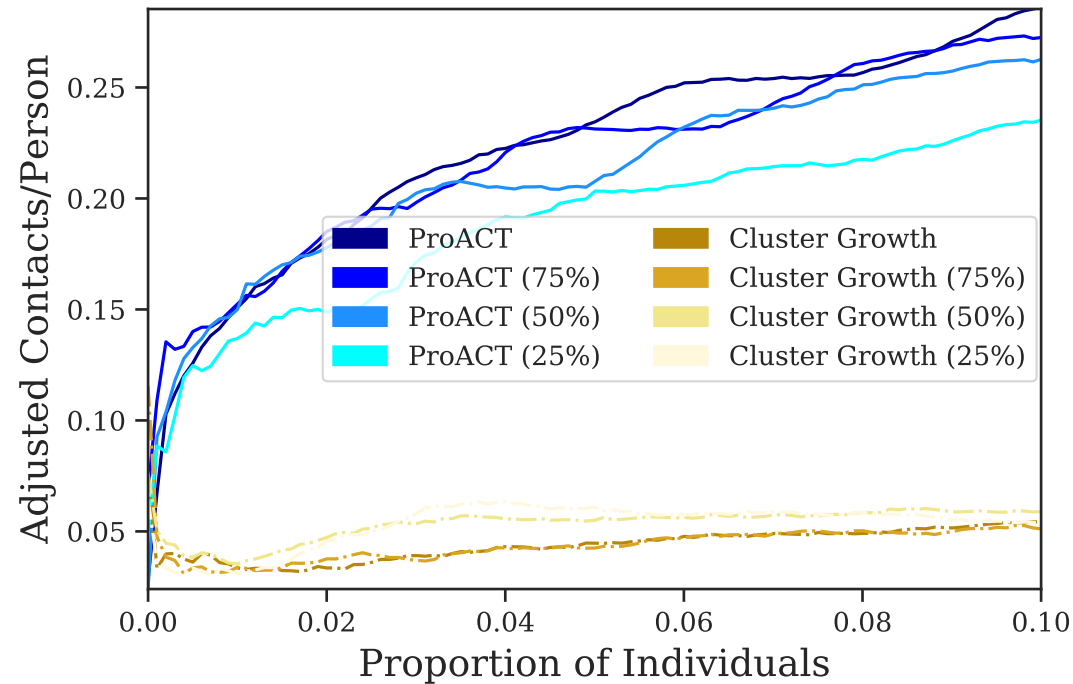 Adjusted Contacts/Person
0.25
0.20
0.15
0.10
0.05
ProACT
ProACT (75%)
ProACT (50%)
ProACT (25%)
Cluster Growth
Cluster Growth (75%)
Cluster Growth (50%)
Cluster Growth (25%)
0.00 0.02 0.04 0.06 0.08 0.10
Proportion of Individuals